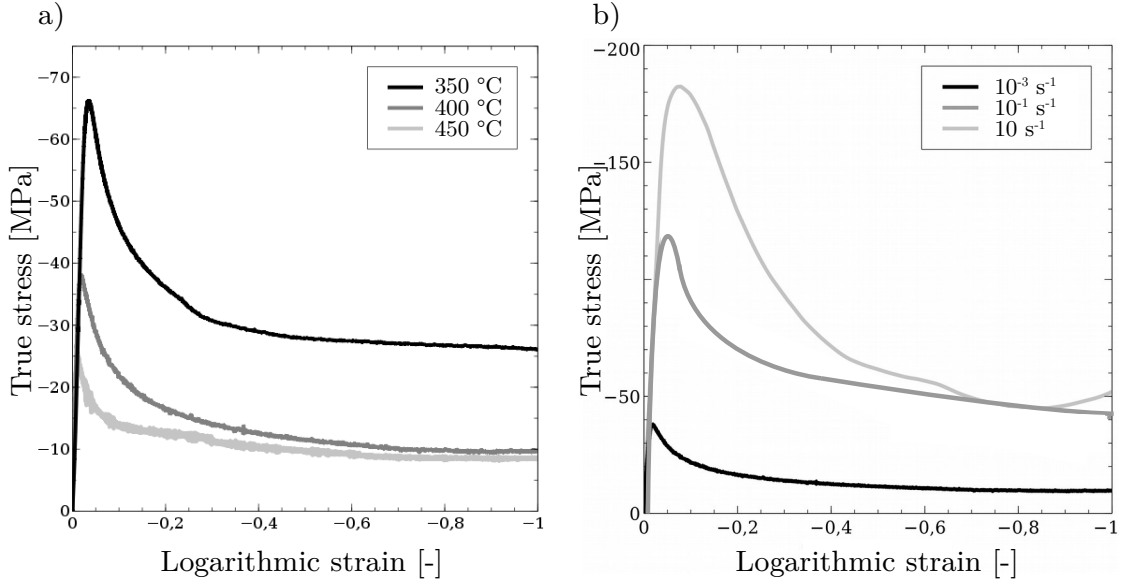 a)
True stress [MPa]
−70
−60
−50
−40
−30
−20
−10
0
350 °C
400 °C
450 °C
0
−0,2
−0,4
−0,6
−0,8
−1
Logarithmic strain [-]
b)
True stress [MPa]
−200
−150
−50
0
10⁻³ s⁻¹
10⁻¹ s⁻¹
10 s⁻¹
0
−0,2
−0,4
−0,6
−0,8
−1
Logarithmic strain [-]